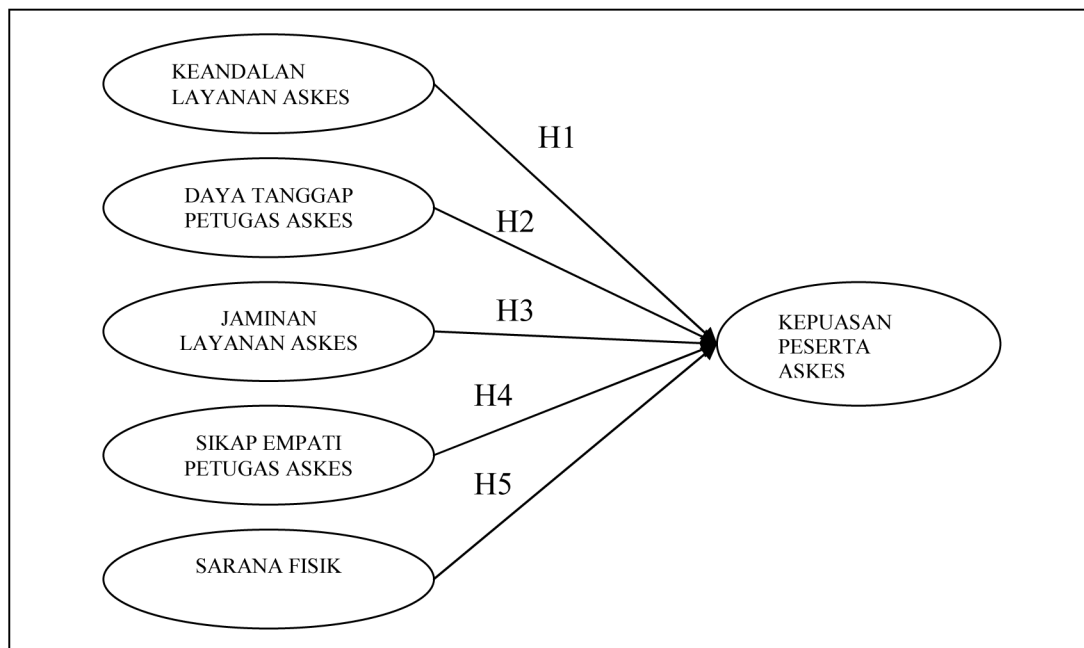 KEANDALAN
LAYANAN ASKES
H1
DAYA TANGGAP
PETUGAS ASKES
H2
JAMINAN
LAYANAN ASKES
H3
KEPUASAN
PESERTA
ASKES
SIKAP EMPATI
PETUGAS ASKES
H4
SARANA FISIK
H5